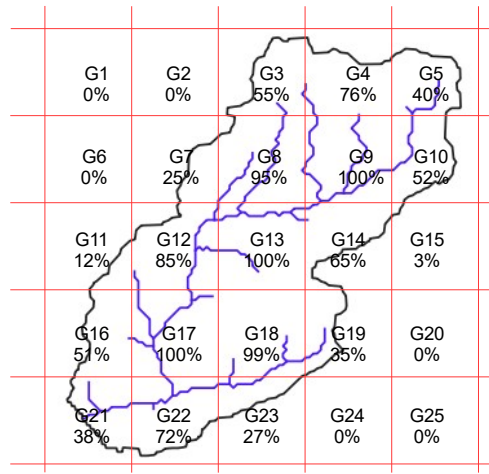 G1 G2 G3 G4 G5
0% 0% 55% 76% 40%
G6 G7 G8 G9 G10
0% 25% 95% 100% 52%
G11 G12 G13 G14 G15
12% 85% 100% 65% 3%
G16 G17 G18 G19 G20
51% 100% 99% 35% 0%
G21 G22 G23 G24 G25
38% 72% 27% 0% 0%